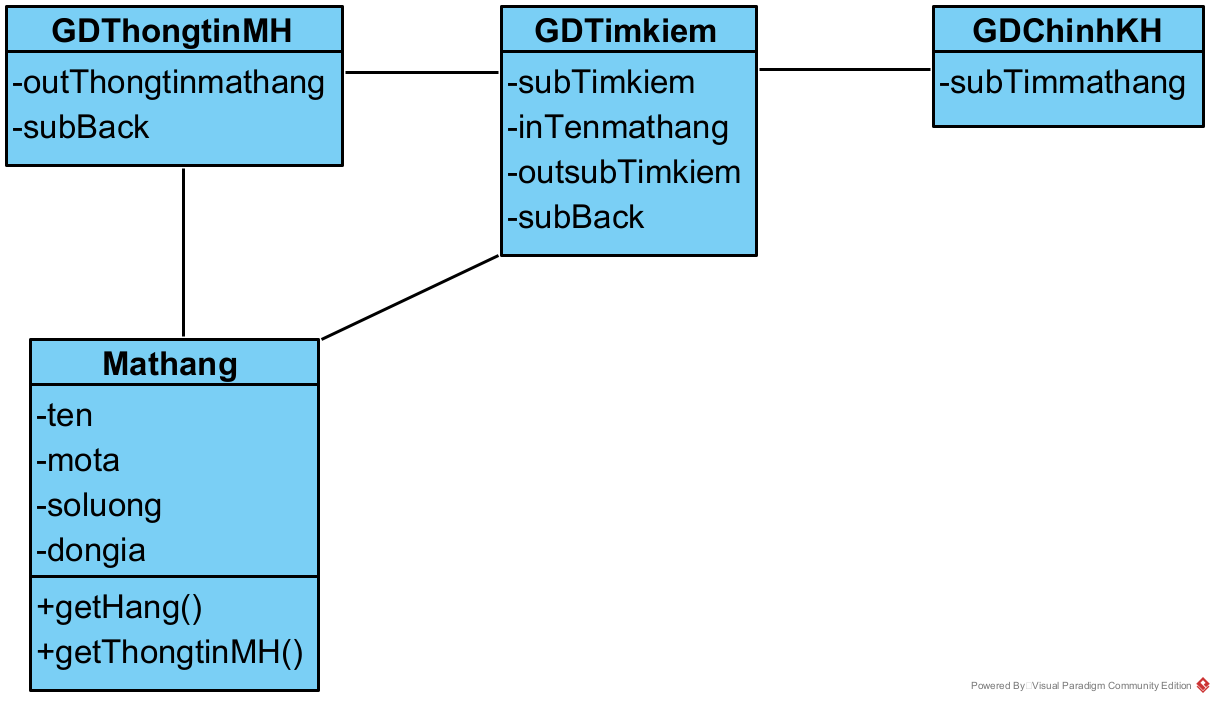 GDThongtinMH
-outThongtinmathang
-subBack
GDTimkiem
-subTimkiem
-inTenmathang
-outsubTimkiem
-subBack
GDChinhKH
-subTimmathang
Mathang
-ten
-mota
-soluong
-dongia
+getHang()
+getThongtinMH()
Powered By Visual Paradigm Community Edition